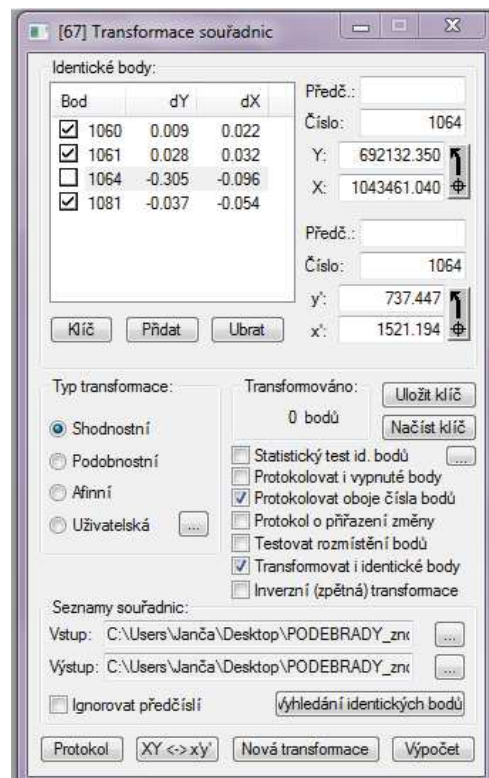 [67] Transformace souřadnic
Identické body:
Bod dY dX
1060 0.009 0.022
1061 0.028 0.032
1064 -0.305 -0.096
1081 -0.037 -0.054
Klíč Přidat Ubrat
Předč.:
Číslo: 1064
Y: 692132.350
X: 1043461.040
Předč.:
Číslo: 1064
y': 737.447
x': 1521.194
Typ transformace:
Shodnostní
Podobnostní
Afinní
Uživatelská ...
Transformováno:
0 bodů
Uložit klíč
Načíst klíč
Statistický test id. bodů ...
Protokolovat i vypnuté body
Protokolovat oboje čísla bodů
Protokol o přiřazení změny
Testovat rozmístění bodů
Transformovat i identické body
Inverzní (zpětná) transformace
Seznamy souřadnic:
Vstup: C:\Users\Janča\Desktop\PODEBRADY_zno ...
Výstup: C:\Users\Janča\Desktop\PODEBRADY_zno ...
Ignorovat předčíslí Vyhledání identických bodů
Protokol XY <-> x'y' Nová transformace Výpočet